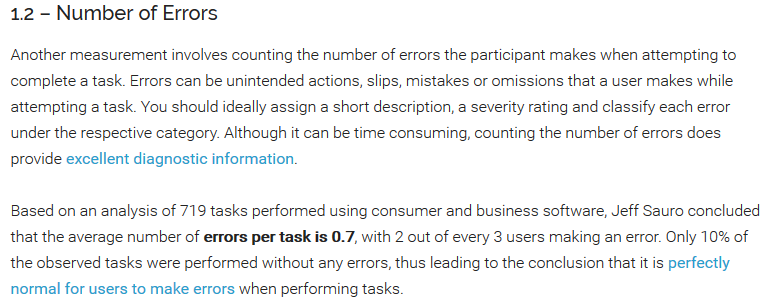 1.2 – Number of Errors
Another measurement involves counting the number of errors the participant makes when attempting to
complete a task. Errors can be unintended actions, slips, mistakes or omissions that a user makes while
attempting a task. You should ideally assign a short description, a severity rating and classify each error
under the respective category. Although it can be time consuming, counting the number of errors does
provide excellent diagnostic information.
Based on an analysis of 719 tasks performed using consumer and business software, Jeff Sauro concluded
that the average number of errors per task is 0.7, with 2 out of every 3 users making an error. Only 10% of
the observed tasks were performed without any errors, thus leading to the conclusion that it is perfectly
normal for users to make errors when performing tasks.